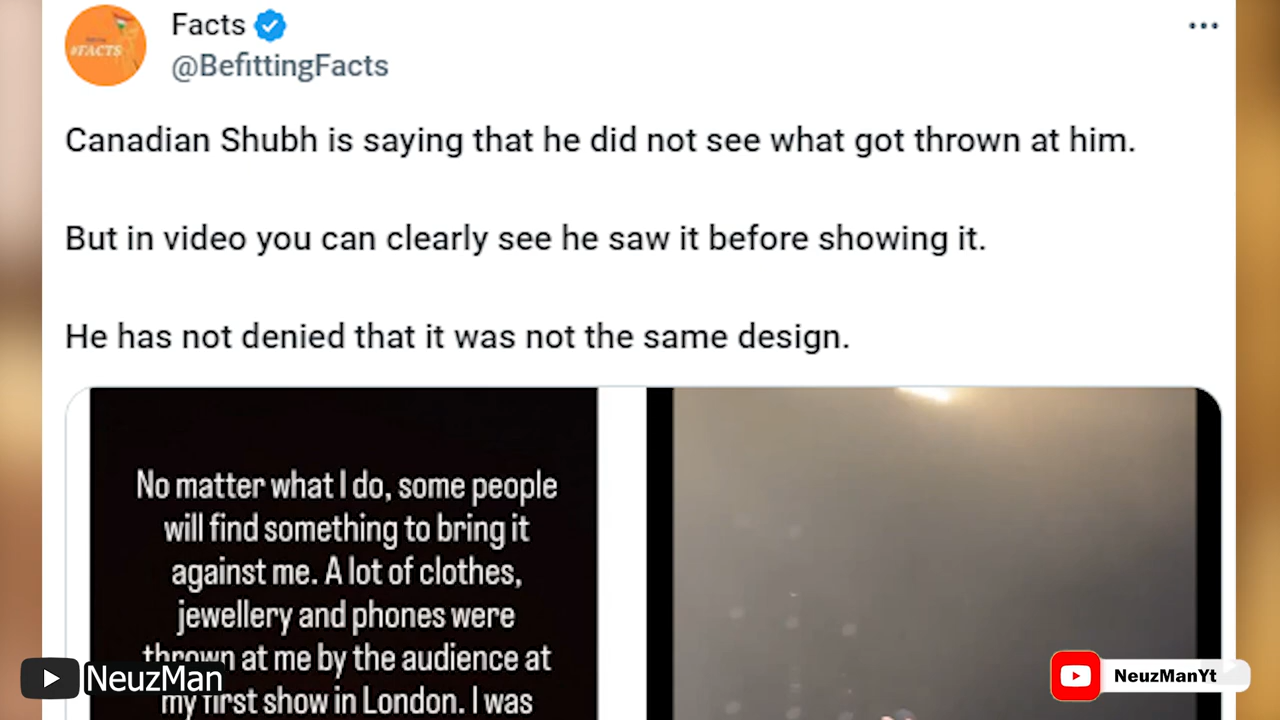 Facts
@BefittingFacts
#FACTS
Canadian Shubh is saying that he did not see what got thrown at him.
But in video you can clearly see he saw it before showing it.
He has not denied that it was not the same design.
No matter what I do, some people
will find something to bring it
against me. A lot of clothes,
jewellery and phones were
thrown at me by the audience at
my first show in London. I was
NeuzMan
NeuzManYt